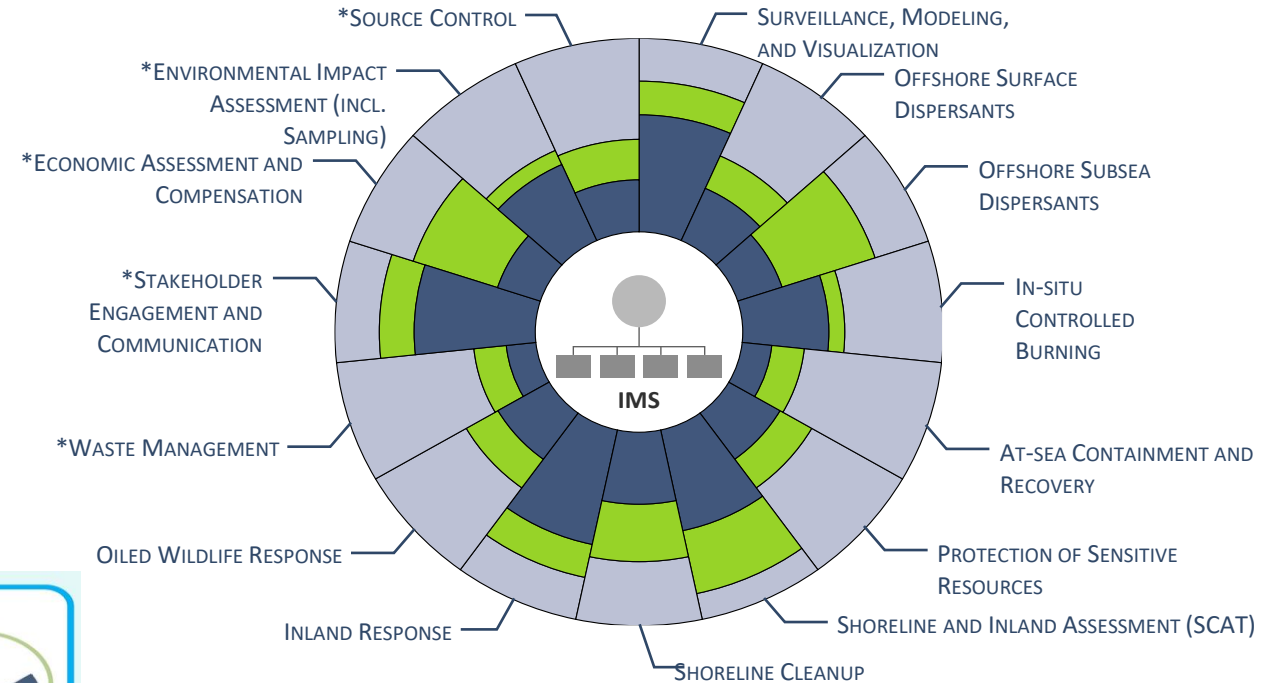 *SOURCE CONTROL
SURVEILLANCE, MODELING,
AND VISUALIZATION
*ENVIRONMENTAL IMPACT
ASSESSMENT (INCL.
SAMPLING)
OFFSHORE SURFACE
DISPERSANTS
*ECONOMIC ASSESSMENT AND
COMPENSATION
OFFSHORE SUBSEA
DISPERSANTS
*STAKEHOLDER
ENGAGEMENT AND
COMMUNICATION
IN-SITU
CONTROLLED
BURNING
IMS
*WASTE MANAGEMENT
AT-SEA CONTAINMENT AND
RECOVERY
OILED WILDLIFE RESPONSE
PROTECTION OF SENSITIVE
RESOURCES
INLAND RESPONSE
SHORELINE AND INLAND ASSESSMENT (SCAT)
SHORELINE CLEANUP